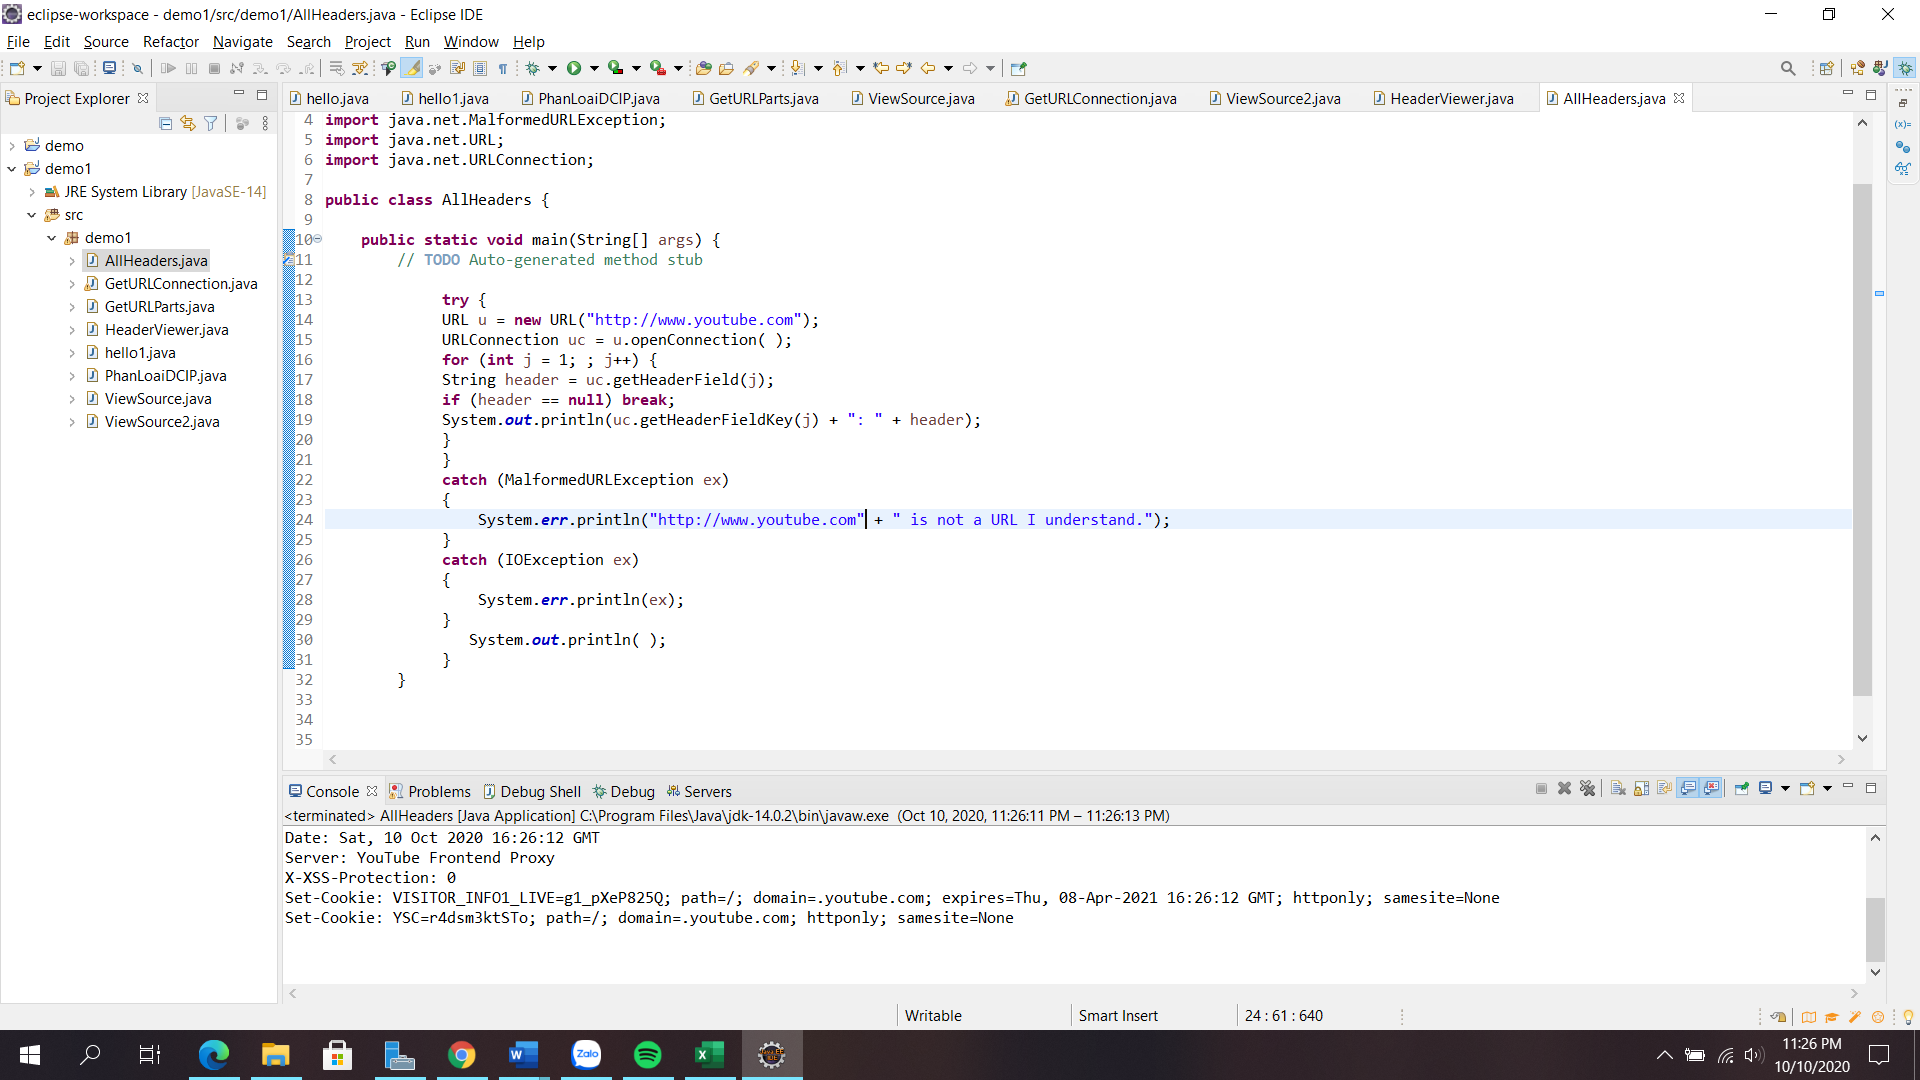 eclipse-workspace - demo1/src/demo1/AllHeaders.java - Eclipse IDE
File Edit Source Refactor Navigate Search Project Run Window Help
Project Explorer
hello.java hello1.java PhanLoaiDCIP.java GetURLParts.java ViewSource.java GetURLConnection.java ViewSource2.java HeaderViewer.java AllHeaders.java
demo
demo1
JRE System Library [JavaSE-14]
src
demo1
AllHeaders.java
GetURLConnection.java
GetURLParts.java
HeaderViewer.java
hello1.java
PhanLoaiDCIP.java
ViewSource.java
ViewSource2.java
4 import java.net.MalformedURLException;
5 import java.net.URL;
6 import java.net.URLConnection;
7
8 public class AllHeaders {
9
10 public static void main(String[] args) {
11 // TODO Auto-generated method stub
12
13 try {
14 URL u = new URL("http://www.youtube.com");
15 URLConnection uc = u.openConnection( );
16 for (int j = 1; ; j++) {
17 String header = uc.getHeaderField(j);
18 if (header == null) break;
19 System.out.println(uc.getHeaderFieldKey(j) + ": " + header);
20 }
21 }
22 catch (MalformedURLException ex)
23 {
24 System.err.println("http://www.youtube.com" + " is not a URL I understand.");
25 }
26 catch (IOException ex)
27 {
28 System.err.println(ex);
29 }
30 System.out.println( );
31 }
32 }
33
34
35
Console Problems Debug Shell Debug Servers
<terminated> AllHeaders [Java Application] C:\Program Files\Java\jdk-14.0.2\bin\javaw.exe (Oct 10, 2020, 11:26:11 PM – 11:26:13 PM)
Date: Sat, 10 Oct 2020 16:26:12 GMT
Server: YouTube Frontend Proxy
X-XSS-Protection: 0
Set-Cookie: VISITOR_INFO1_LIVE=g1_pXeP825Q; path=/; domain=.youtube.com; expires=Thu, 08-Apr-2021 16:26:12 GMT; httponly; samesite=None
Set-Cookie: YSC=r4dsm3ktSTo; path=/; domain=.youtube.com; httponly; samesite=None
Writable Smart Insert 24 : 61 : 640
Zalo
11:26 PM
10/10/2020